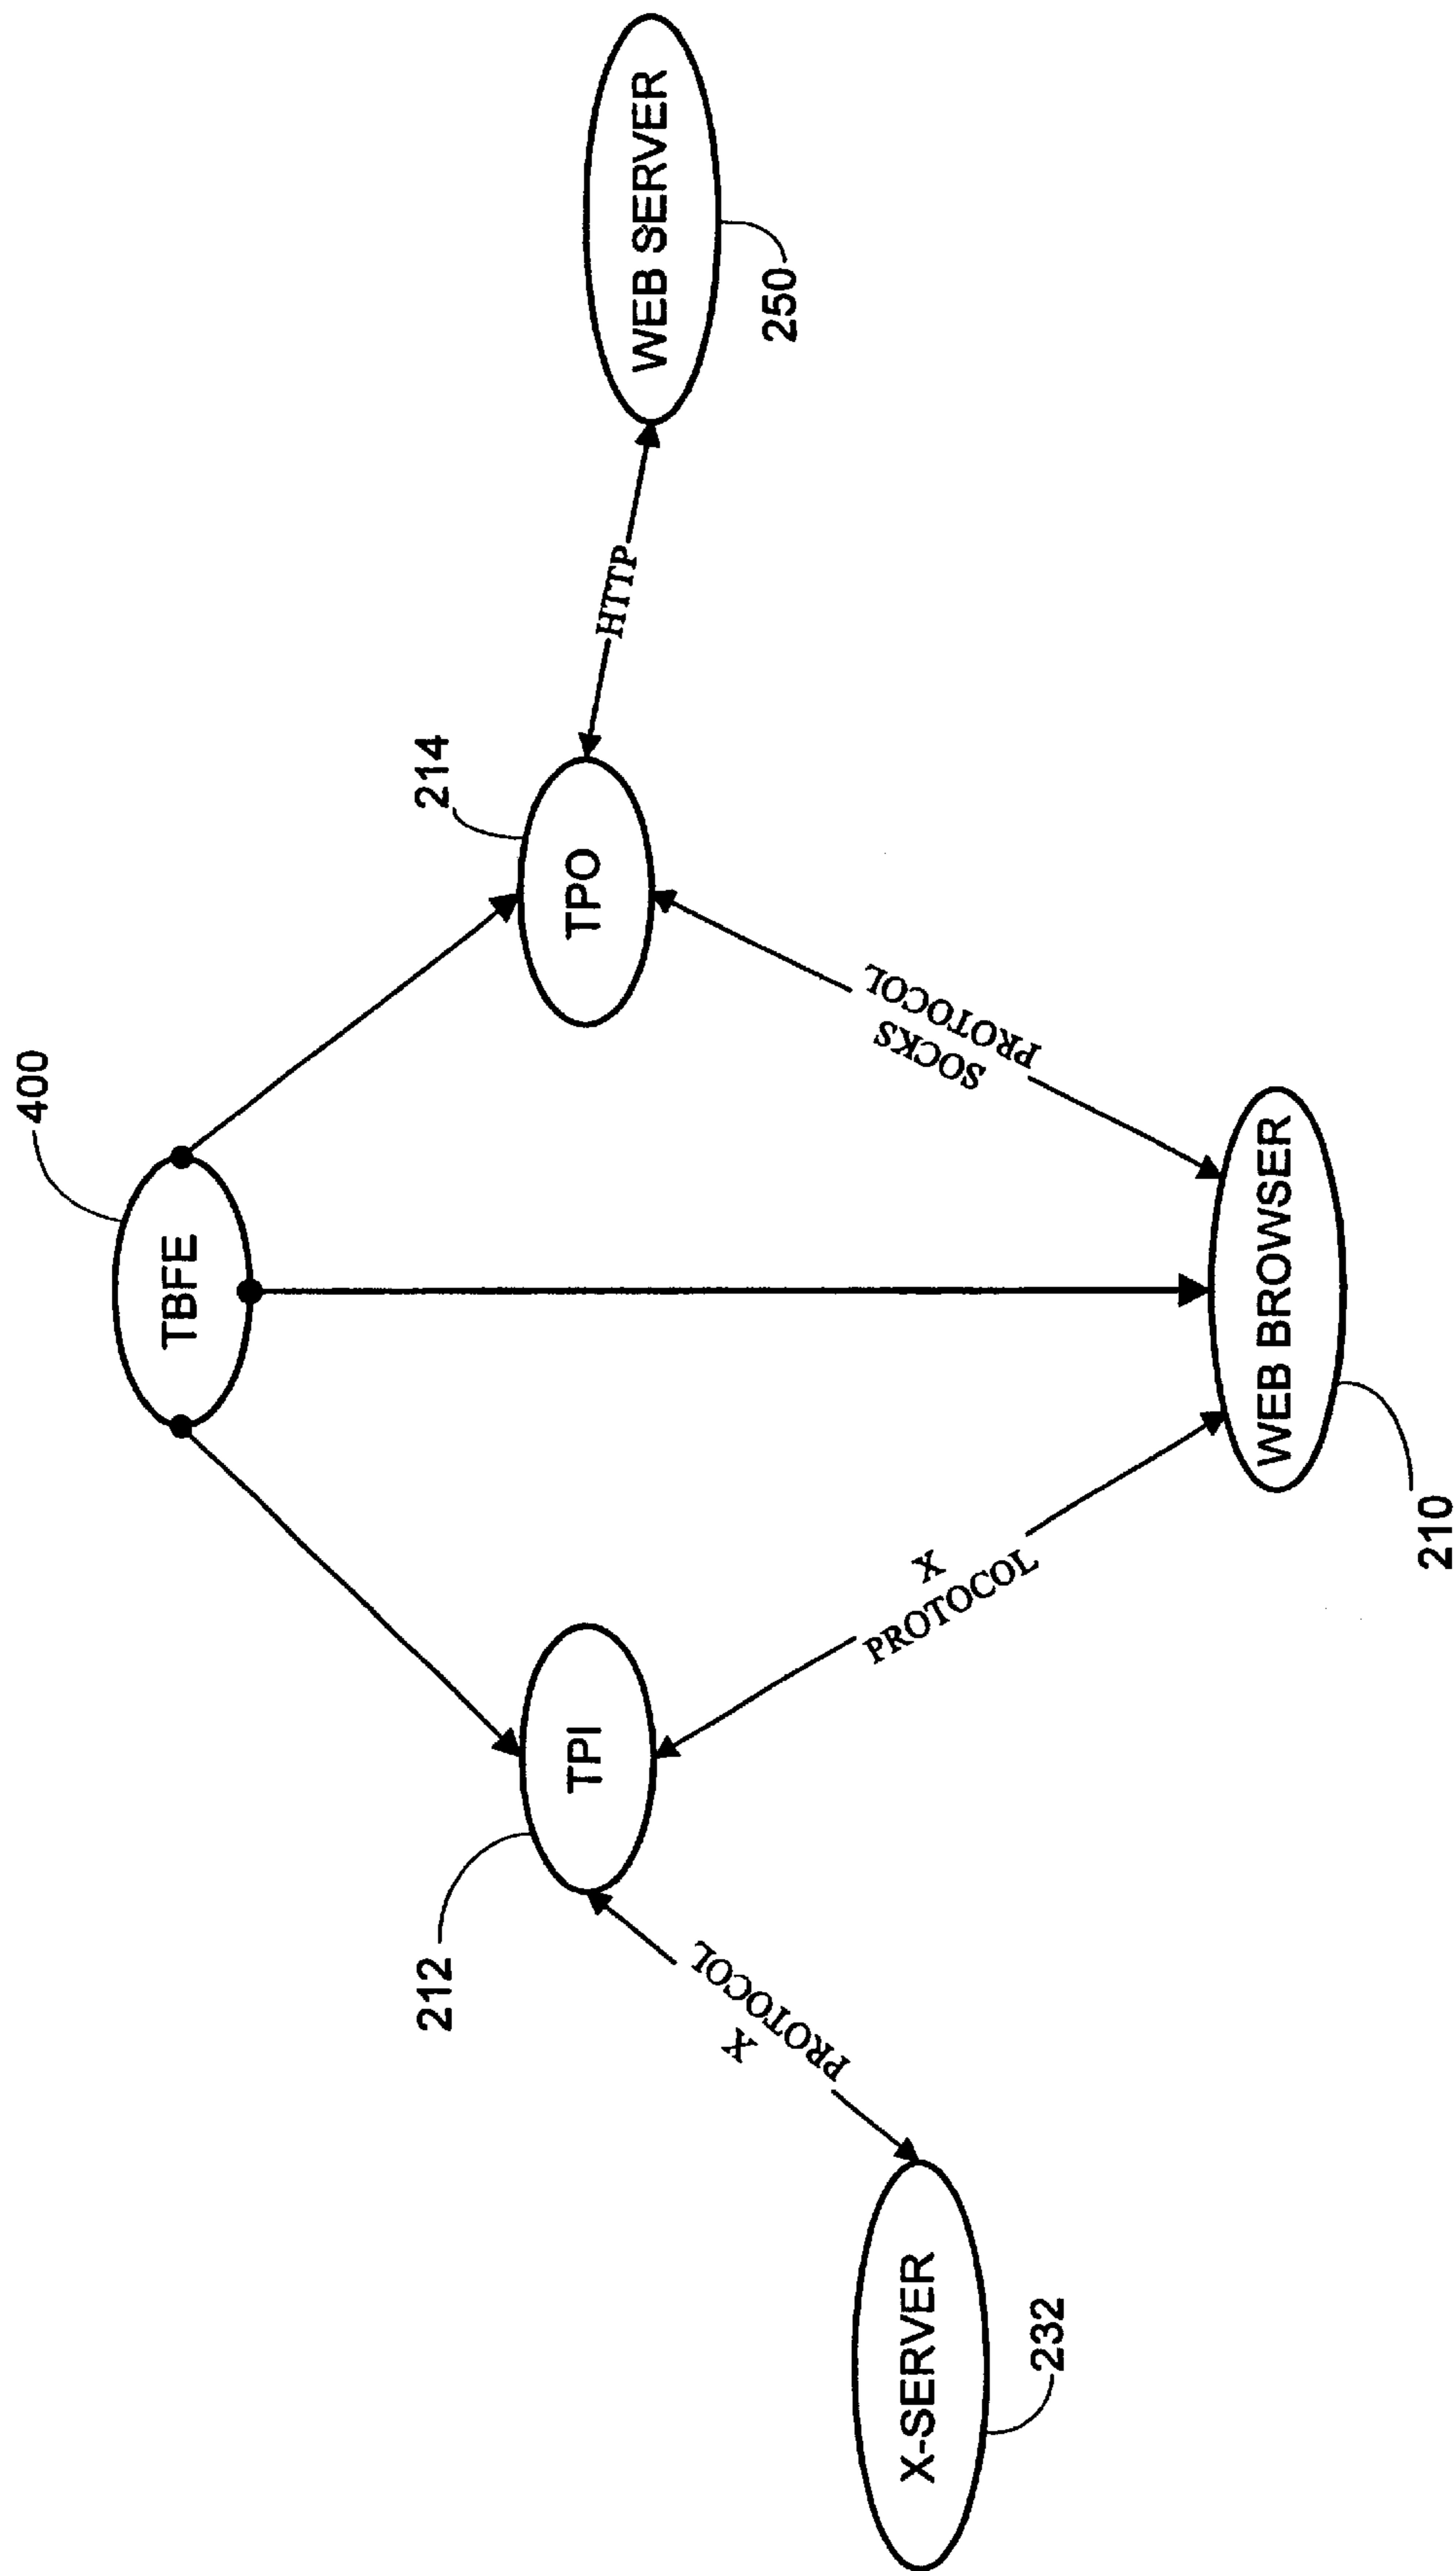 400
TBFE
212
TPI
214
TPO
X
PROTOCOL
HTTP
X-SERVER
232
X
PROTOCOL
SOCKS
PROTOCOL
WEB SERVER
250
WEB BROWSER
210